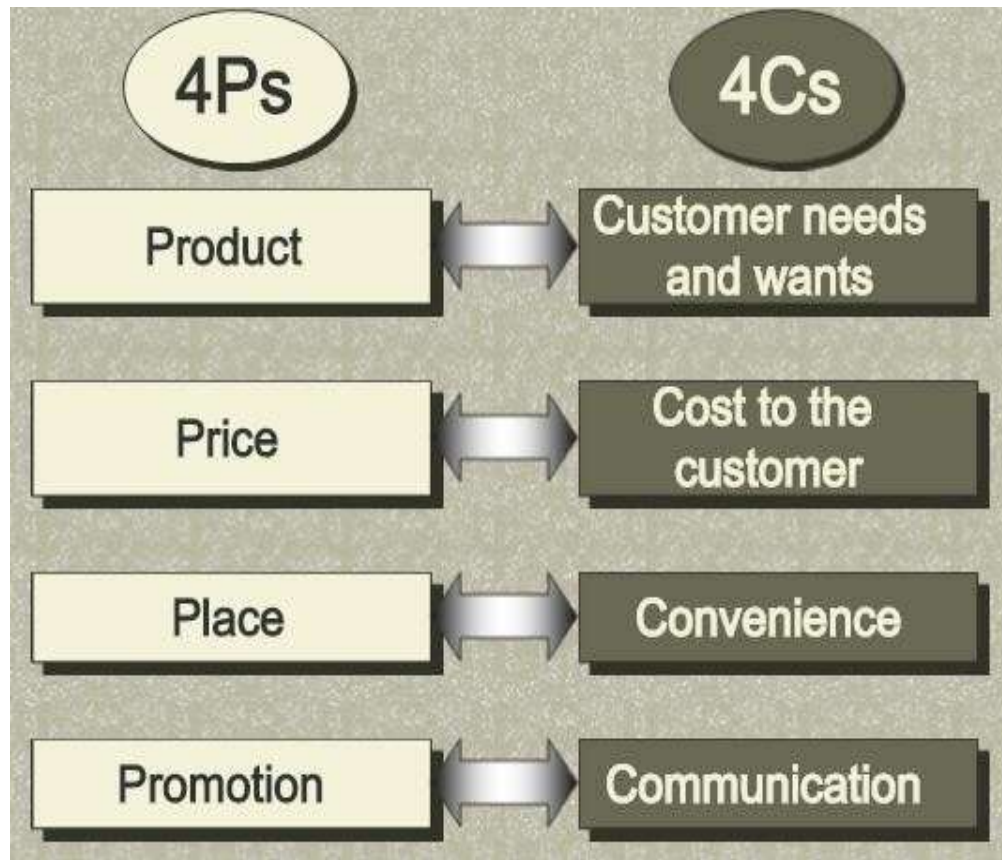 4Ps
4Cs
Product
Customer needs
and wants
Price
Cost to the
customer
Place
Convenience
Promotion
Communication